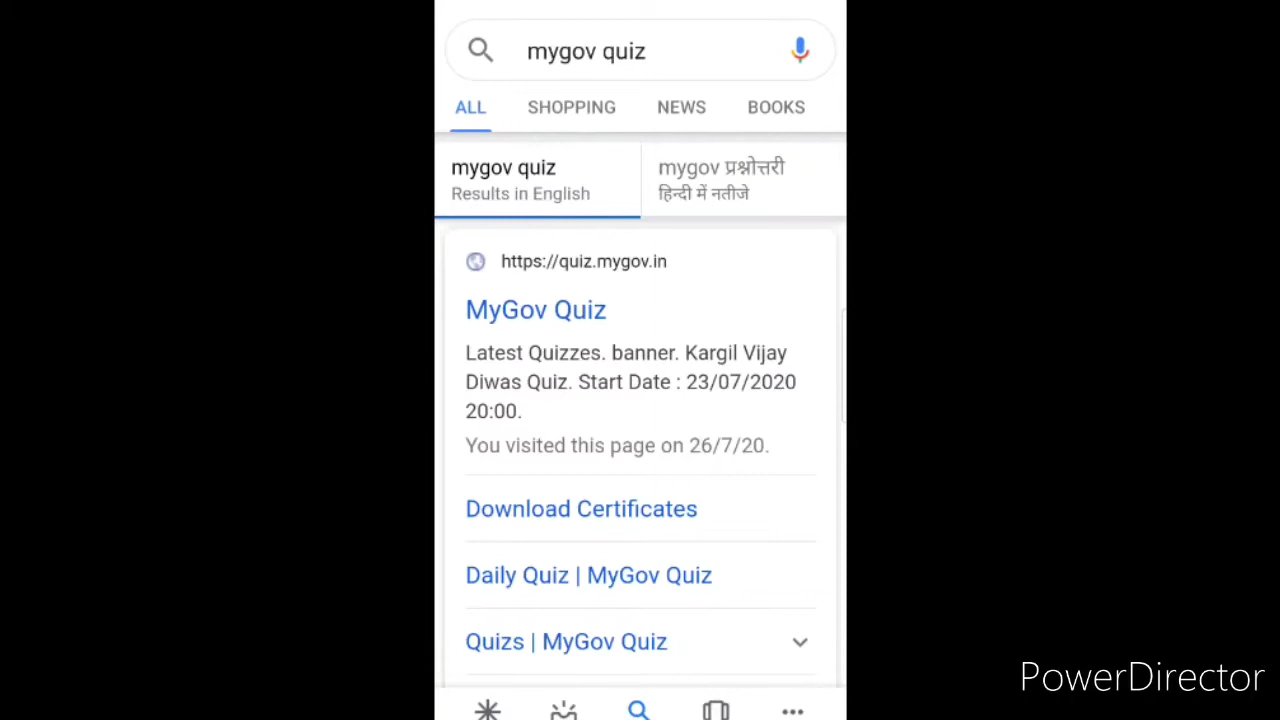 mygov quiz
ALL SHOPPING NEWS BOOKS
mygov quiz
Results in English
mygov प्रश्नोत्तरी
हिन्दी में नतीजे
https://quiz.mygov.in
MyGov Quiz
Latest Quizzes. banner. Kargil Vijay
Diwas Quiz. Start Date : 23/07/2020
20:00.
You visited this page on 26/7/20.
Download Certificates
Daily Quiz | MyGov Quiz
Quizs | MyGov Quiz
PowerDirector